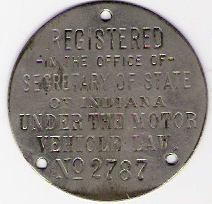 REGISTERED
-IN THE OFFICE OF-
SECRETARY OF STATE
OF INDIANA
UNDER THE MOTOR
VEHICLE LAW
No 2787